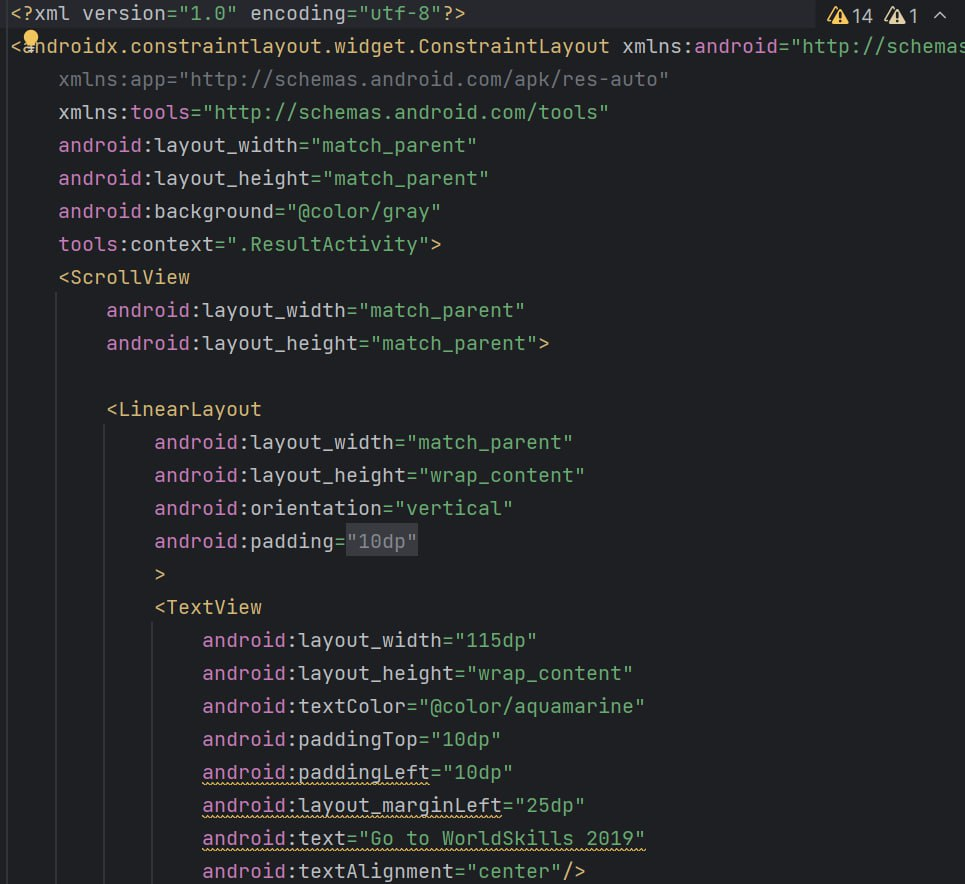 <?xml version="1.0" encoding="utf-8"?> 14 1
<androidx.constraintlayout.widget.ConstraintLayout xmlns:android="http://schemas
xmlns:app="http://schemas.android.com/apk/res-auto"
xmlns:tools="http://schemas.android.com/tools"
android:layout_width="match_parent"
android:layout_height="match_parent"
android:background="@color/gray"
tools:context=".ResultActivity">
<ScrollView
android:layout_width="match_parent"
android:layout_height="match_parent">
<LinearLayout
android:layout_width="match_parent"
android:layout_height="wrap_content"
android:orientation="vertical"
android:padding="10dp"
>
<TextView
android:layout_width="115dp"
android:layout_height="wrap_content"
android:textColor="@color/aquamarine"
android:paddingTop="10dp"
android:paddingLeft="10dp"
android:layout_marginLeft="25dp"
android:text="Go to WorldSkills 2019"
android:textAlignment="center"/>